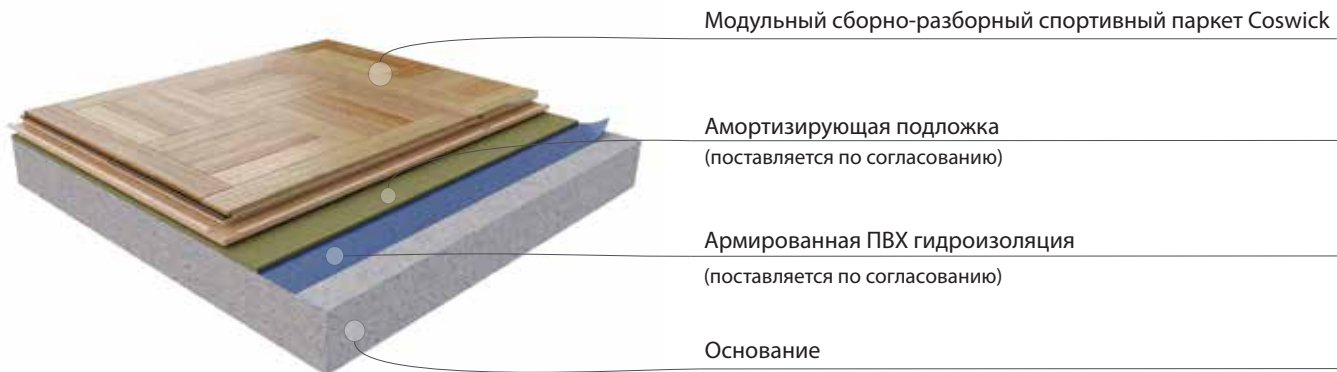 Модульный сборно-разборный спортивный паркет Coswick
Амортизирующая подложка
(поставляется по согласованию)
Армированная ПВХ гидроизоляция
(поставляется по согласованию)
Основание